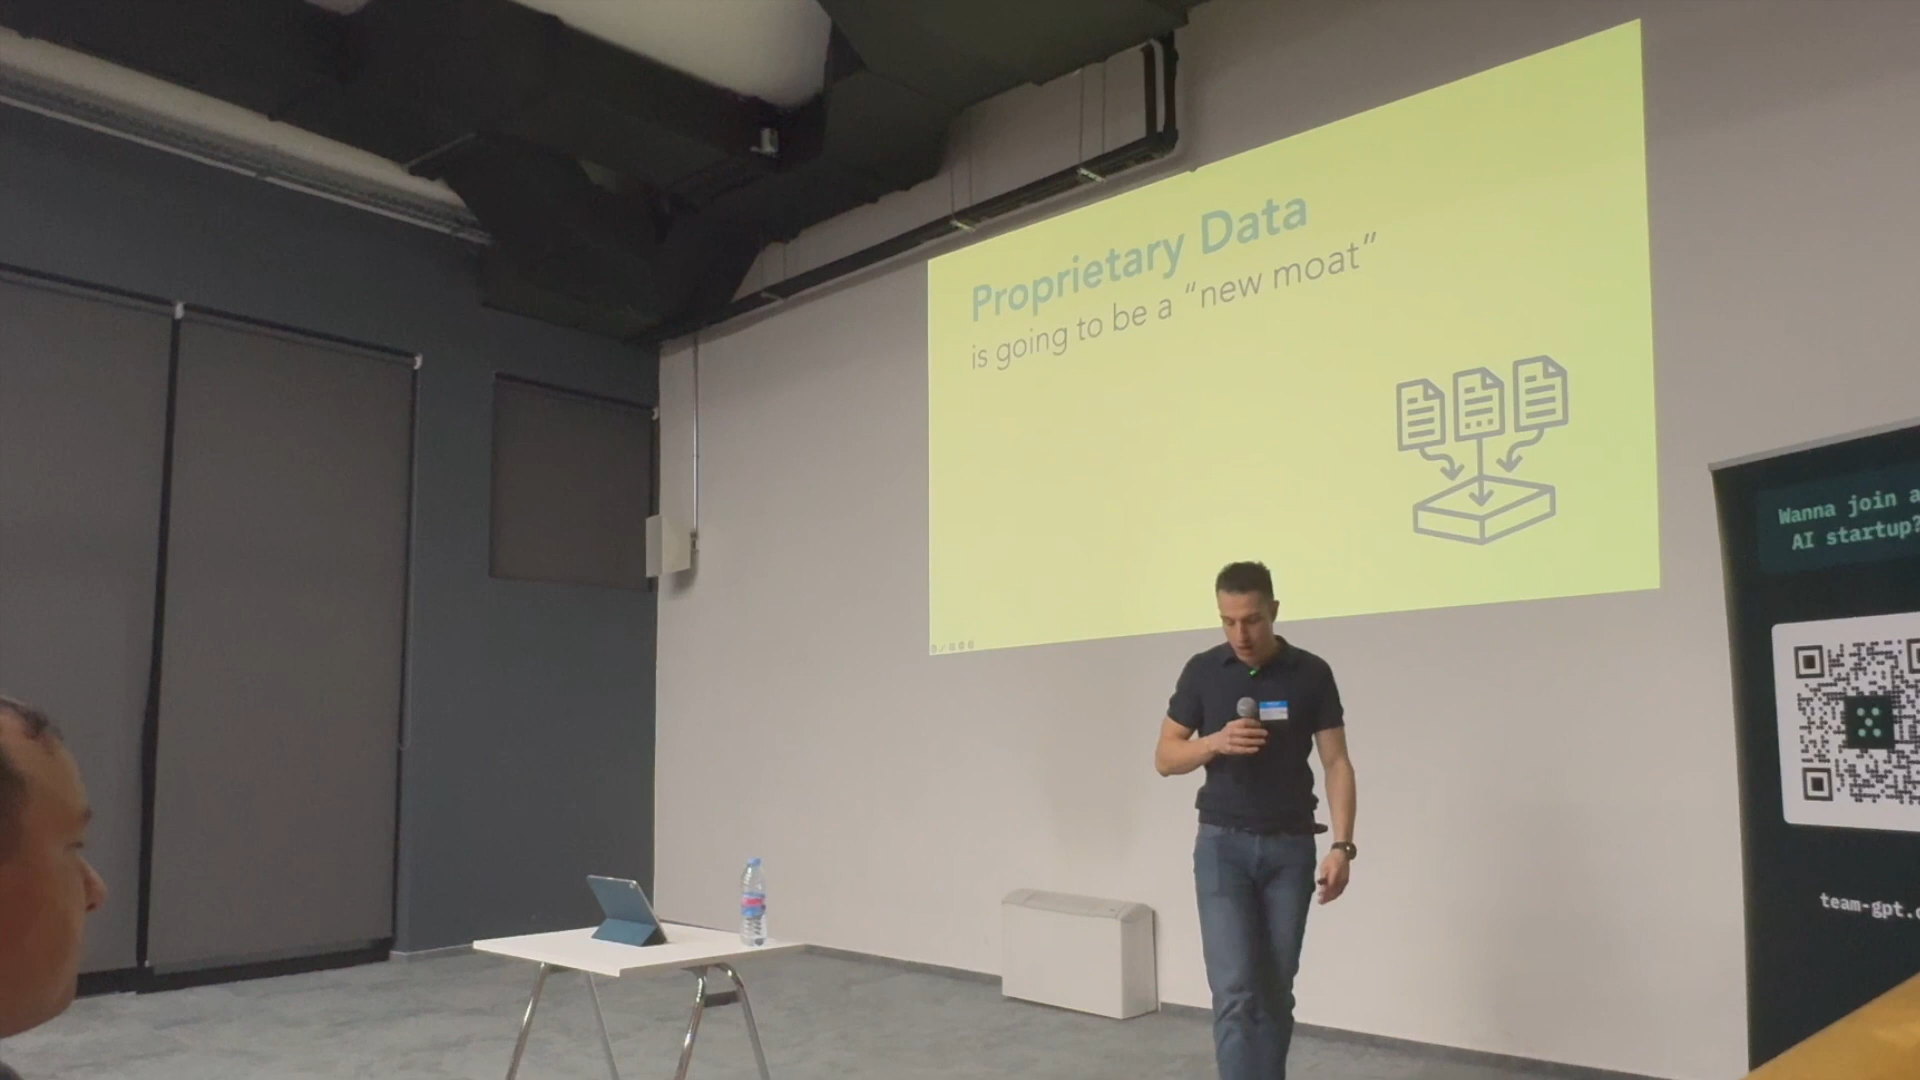 Proprietary Data
is going to be a “new moat”
Wanna join a
AI startup?
team-gpt.